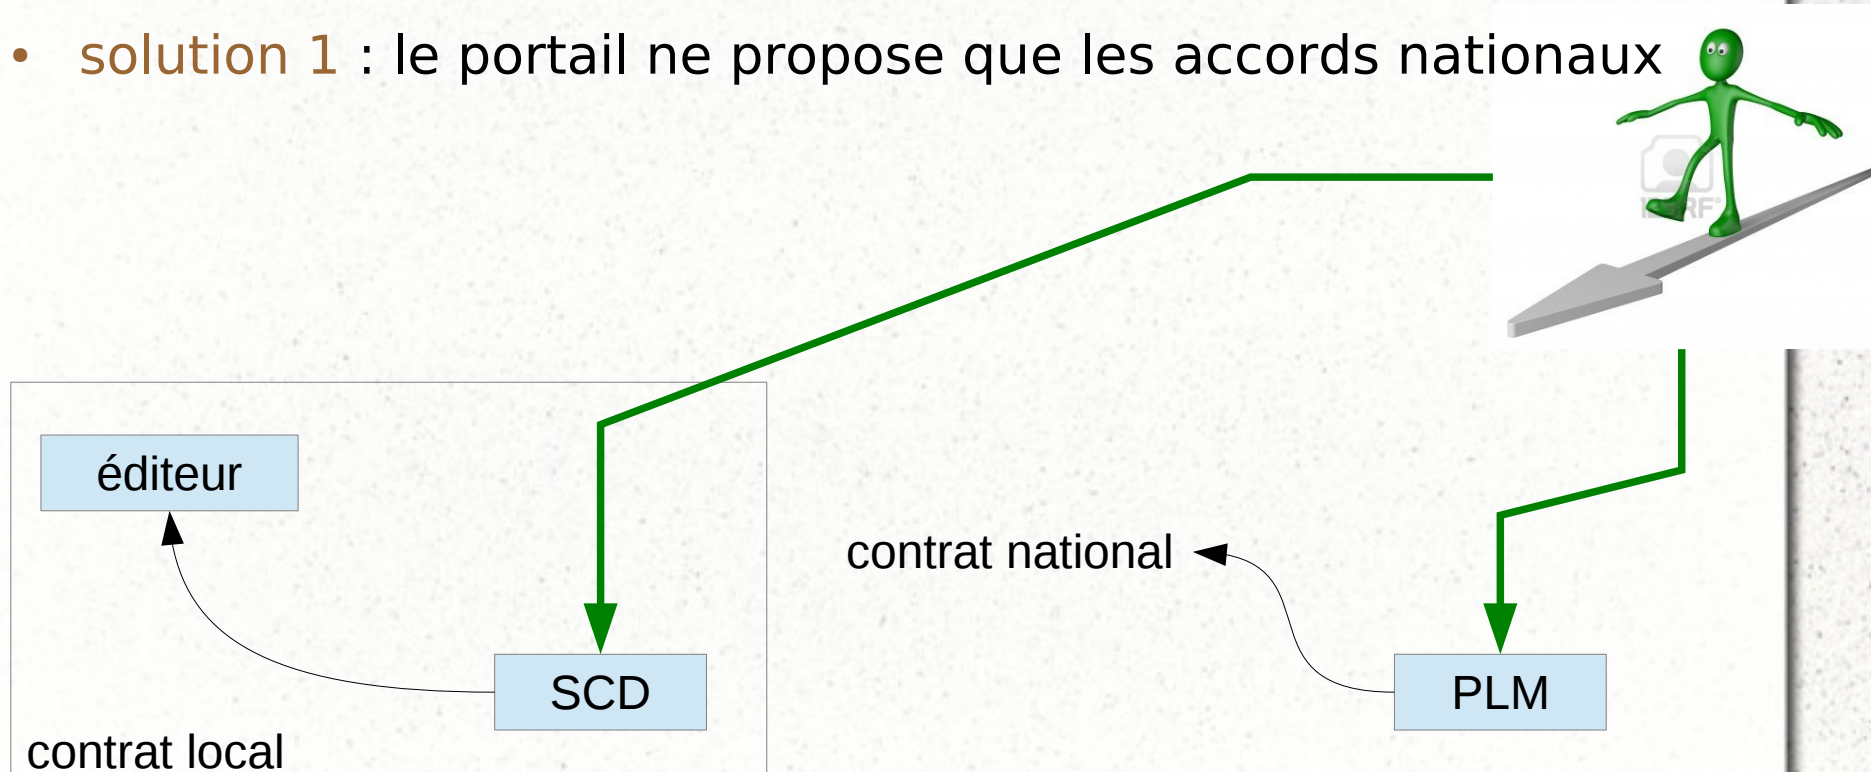 • solution 1 : le portail ne propose que les accords nationaux
éditeur
contrat national
SCD
PLM
contrat local